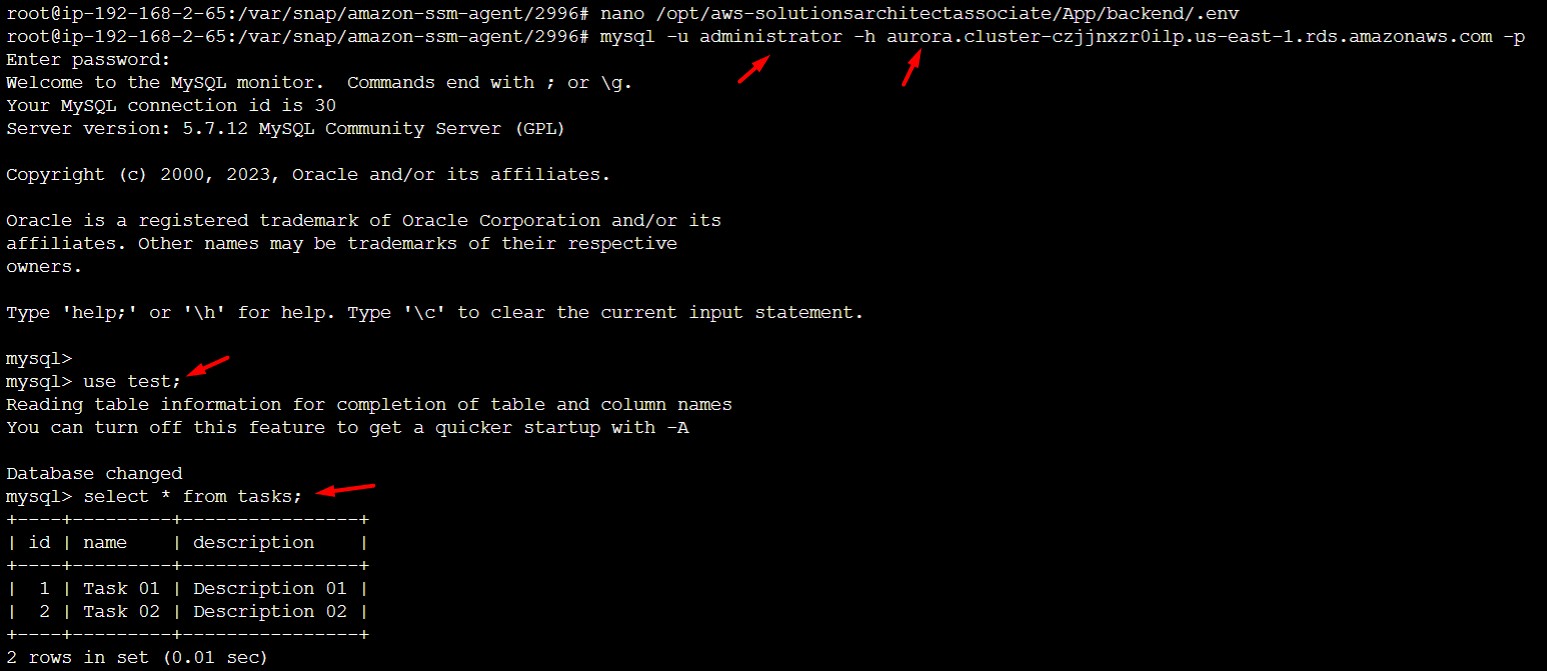 root@ip-192-168-2-65:/var/snap/amazon-ssm-agent/2996# nano /opt/aws-solutionsarchitectassociate/App/backend/.env
root@ip-192-168-2-65:/var/snap/amazon-ssm-agent/2996# mysql -u administrator -h aurora.cluster-czjjnxzr0ilp.us-east-1.rds.amazonaws.com -p
Enter password:
Welcome to the MySQL monitor.  Commands end with ; or \g.
Your MySQL connection id is 30
Server version: 5.7.12 MySQL Community Server (GPL)

Copyright (c) 2000, 2023, Oracle and/or its affiliates.

Oracle is a registered trademark of Oracle Corporation and/or its
affiliates. Other names may be trademarks of their respective
owners.

Type 'help;' or '\h' for help. Type '\c' to clear the current input statement.

mysql>
mysql> use test;
Reading table information for completion of table and column names
You can turn off this feature to get a quicker startup with -A

Database changed
mysql> select * from tasks;
+----+---------+----------------+
| id | name    | description    |
+----+---------+----------------+
|  1 | Task 01 | Description 01 |
|  2 | Task 02 | Description 02 |
+----+---------+----------------+
2 rows in set (0.01 sec)